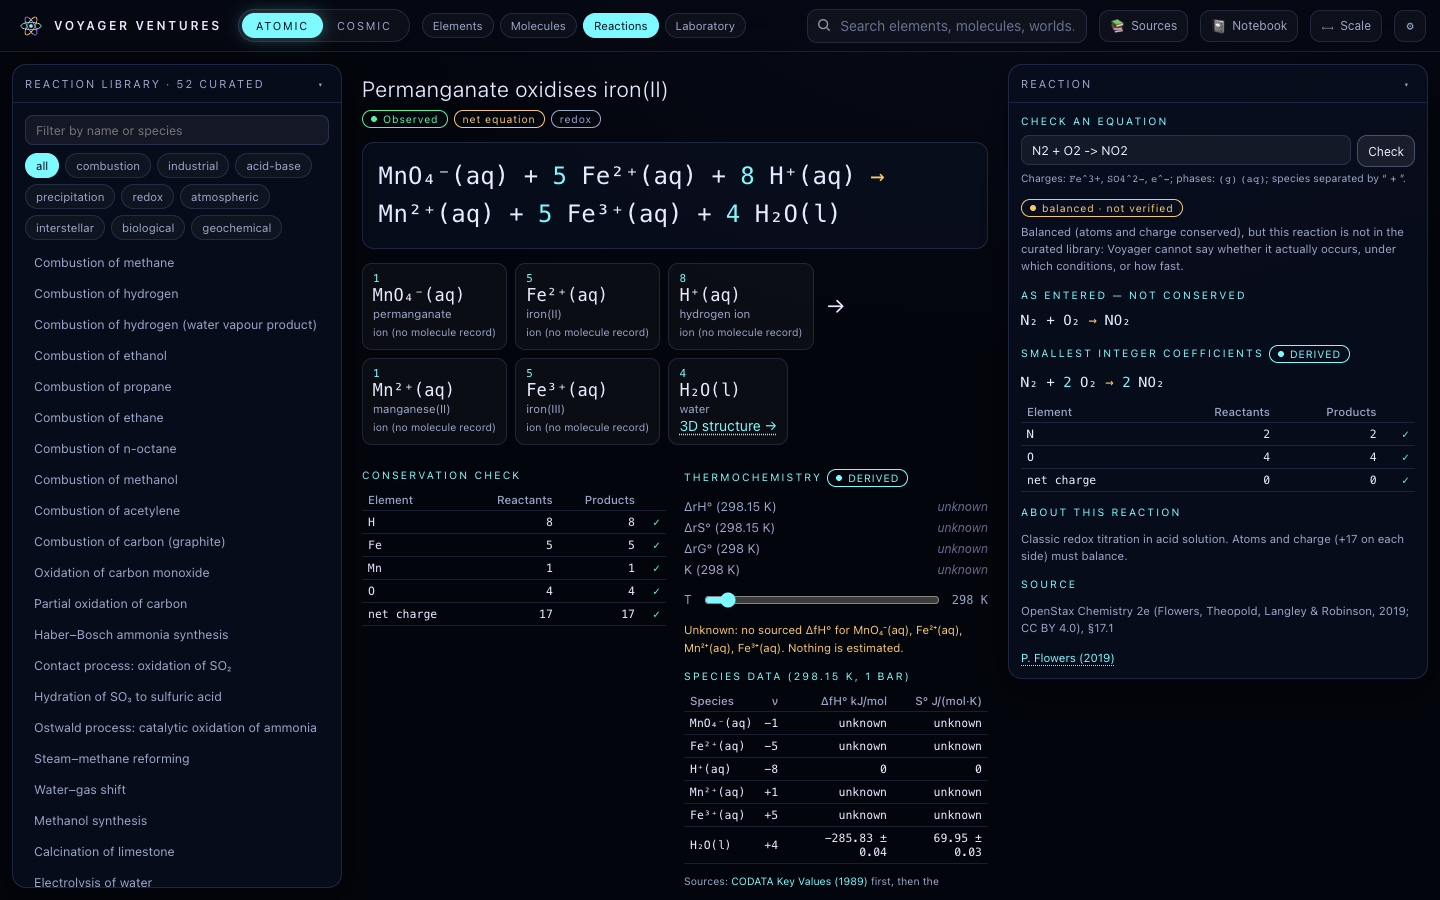 VOYAGER VENTURES
ATOMIC COSMIC
Elements Molecules Reactions Laboratory
Search elements, molecules, worlds.
Sources Notebook Scale
REACTION LIBRARY · 52 CURATED
Filter by name or species
all combustion industrial acid-base
precipitation redox atmospheric
interstellar biological geochemical
Combustion of methane
Combustion of hydrogen
Combustion of hydrogen (water vapour product)
Combustion of ethanol
Combustion of propane
Combustion of ethane
Combustion of n-octane
Combustion of methanol
Combustion of acetylene
Combustion of carbon (graphite)
Oxidation of carbon monoxide
Partial oxidation of carbon
Haber–Bosch ammonia synthesis
Contact process: oxidation of SO₂
Hydration of SO₃ to sulfuric acid
Ostwald process: catalytic oxidation of ammonia
Steam–methane reforming
Water–gas shift
Methanol synthesis
Calcination of limestone
Electrolysis of water
Permanganate oxidises iron(II)
Observed net equation redox
MnO₄⁻(aq) + 5 Fe²⁺(aq) + 8 H⁺(aq) →
Mn²⁺(aq) + 5 Fe³⁺(aq) + 4 H₂O(l)
1
MnO₄⁻(aq)
permanganate
ion (no molecule record)
5
Fe²⁺(aq)
iron(II)
ion (no molecule record)
8
H⁺(aq)
hydrogen ion
ion (no molecule record)
→
1
Mn²⁺(aq)
manganese(II)
ion (no molecule record)
5
Fe³⁺(aq)
iron(III)
ion (no molecule record)
4
H₂O(l)
water
3D structure →
CONSERVATION CHECK
Element Reactants Products
H 8 8 ✓
Fe 5 5 ✓
Mn 1 1 ✓
O 4 4 ✓
net charge 17 17 ✓
THERMOCHEMISTRY DERIVED
ΔrH° (298.15 K) unknown
ΔrS° (298.15 K) unknown
ΔrG° (298 K) unknown
K (298 K) unknown
T 298 K
Unknown: no sourced ΔfH° for MnO₄⁻(aq), Fe²⁺(aq),
Mn²⁺(aq), Fe³⁺(aq). Nothing is estimated.
SPECIES DATA (298.15 K, 1 BAR)
Species ν ΔfH° kJ/mol S° J/(mol·K)
MnO₄⁻(aq) −1 unknown unknown
Fe²⁺(aq) −5 unknown unknown
H⁺(aq) −8 0 0
Mn²⁺(aq) +1 unknown unknown
Fe³⁺(aq) +5 unknown unknown
H₂O(l) +4 −285.83 ± 0.04 69.95 ± 0.03
Sources: CODATA Key Values (1989) first, then the
REACTION
CHECK AN EQUATION
N2 + O2 -> NO2 Check
Charges: Fe^3+, SO4^2−, e^−; phases: (g) (aq); species separated by “ + ”.
balanced · not verified
Balanced (atoms and charge conserved), but this reaction is not in the
curated library: Voyager cannot say whether it actually occurs, under
which conditions, or how fast.
AS ENTERED — NOT CONSERVED
N₂ + O₂ → NO₂
SMALLEST INTEGER COEFFICIENTS DERIVED
N₂ + 2 O₂ → 2 NO₂
Element Reactants Products
N 2 2 ✓
O 4 4 ✓
net charge 0 0 ✓
ABOUT THIS REACTION
Classic redox titration in acid solution. Atoms and charge (+17 on each
side) must balance.
SOURCE
OpenStax Chemistry 2e (Flowers, Theopold, Langley & Robinson, 2019;
CC BY 4.0), §17.1
P. Flowers (2019)